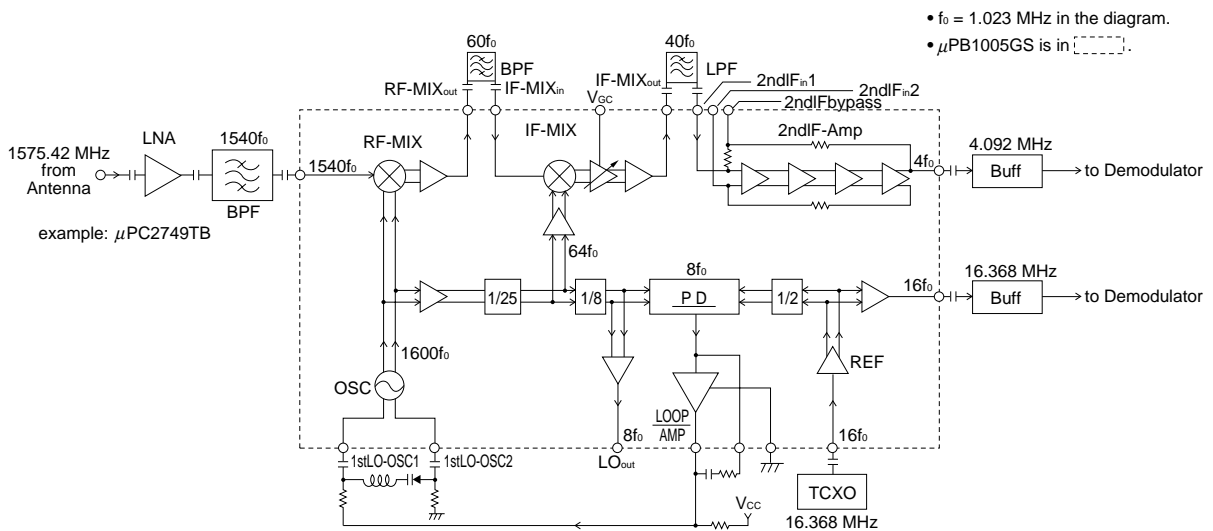 • f₀ = 1.023 MHz in the diagram.
• μPB1005GS is in [ ].
60f₀
BPF
RF-MIXout
IF-MIXin
40f₀
LPF
IF-MIXout
2ndIFin1
2ndIFin2
2ndIFbypass
VGC
LNA
1540f₀
RF-MIX
IF-MIX
2ndIF-Amp
1575.42 MHz
from
Antenna
1540f₀
BPF
4f₀
4.092 MHz
Buff
to Demodulator
example: μPC2749TB
64f₀
1/25
1/8
8f₀
PD
1/2
16f₀
16.368 MHz
Buff
to Demodulator
1600f₀
REF
OSC
LOOP
AMP
8f₀
LOout
16f₀
1stLO-OSC1
1stLO-OSC2
VCC
TCXO
16.368 MHz